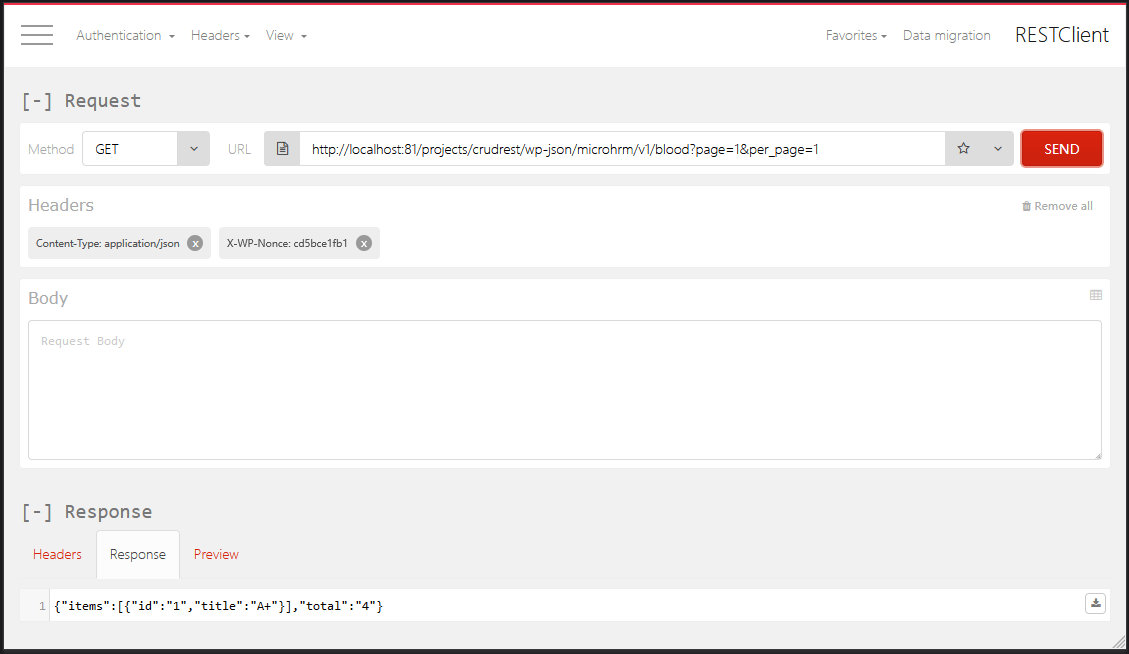 Authentication Headers View Favorites Data migration RESTClient
[-] Request
Method GET URL http://localhost:81/projects/crudrest/wp-json/microhrm/v1/blood?page=1&per_page=1 SEND
Headers Remove all
Content-Type: application/json x X-WP-Nonce: cd5bce1fb1 x
Body
Request Body
[-] Response
Headers Response Preview
1 {"items":[{"id":"1","title":"A+"}],"total":"4"}